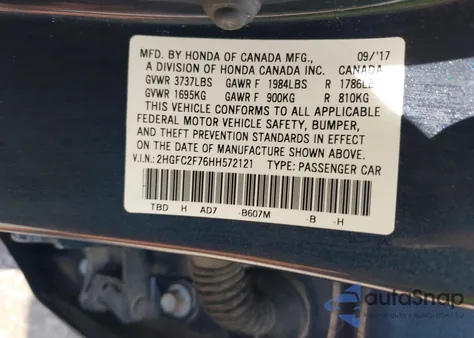 MFD. BY HONDA OF CANADA MFG., 09/'17
A DIVISION OF HONDA CANADA INC. CANADA
GVWR 3737LBS GAWR F 1984LBS R 1786LB
GVWR 1695KG GAWR F 900KG R 810KG
THIS VEHICLE CONFORMS TO ALL APPLICABLE
FEDERAL MOTOR VEHICLE SAFETY, BUMPER,
AND THEFT PREVENTION STANDARDS IN EFFECT
ON THE DATE OF MANUFACTURE SHOWN ABOVE.
V.I.N.: 2HGFC2F76HH572121 TYPE: PASSENGER CAR
TBD H AD7 -B607M -B -H
autoSnap